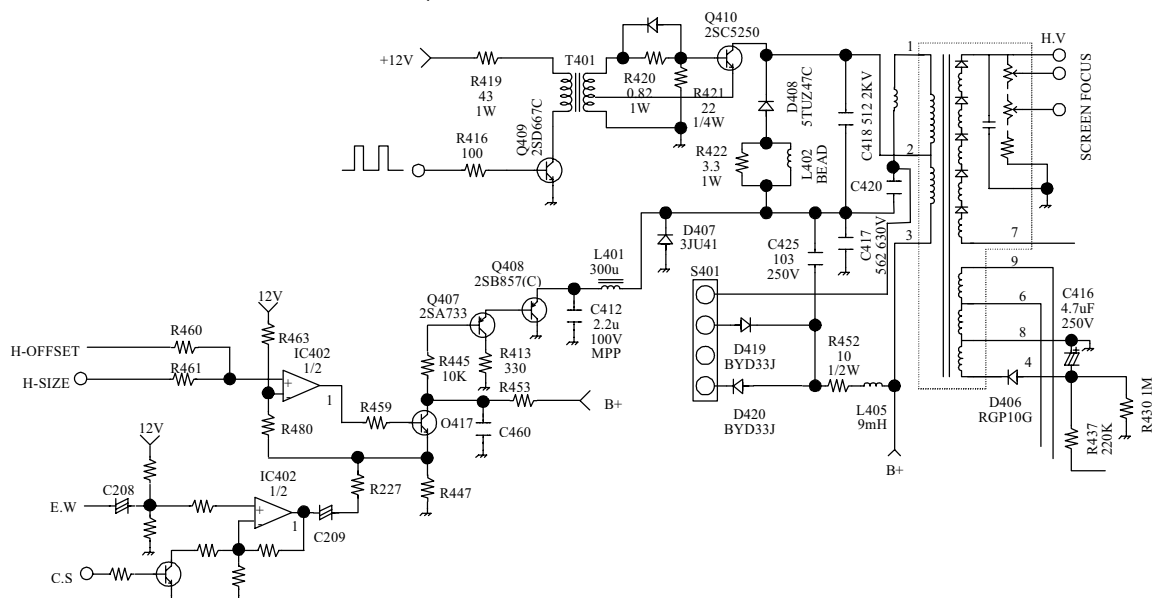 Q410
2SC5250
H.V
1
+12V
T401
R419
43
1W
R420
0.82
1W
R421
22
1/4W
D408
5TUZ47C
C418 512 2KV
SCREEN FOCUS
Q409
2SD667C
R416
100
R422
3.3
1W
L402
BEAD
2
C420
D407
3JU41
C425
103
250V
C417
562 630V
3
7
L401
300u
S401
9
Q408
2SB857(C)
C412
2.2u
100V
MPP
6
C416
4.7uF
250V
Q407
2SA733
12V
R460
R463
H-OFFSET
IC402
1/2
R445
10K
R413
330
D419
BYD33J
R452
10
1/2W
8
4
R461
H-SIZE
+
-
1
R453
B+
D420
BYD33J
L405
9mH
D406
RGP10G
R430 1M
R459
O417
C460
R480
R437
220K
B+
12V
IC402
1/2
R227
R447
C208
E.W
+
-
1
C209
C.S